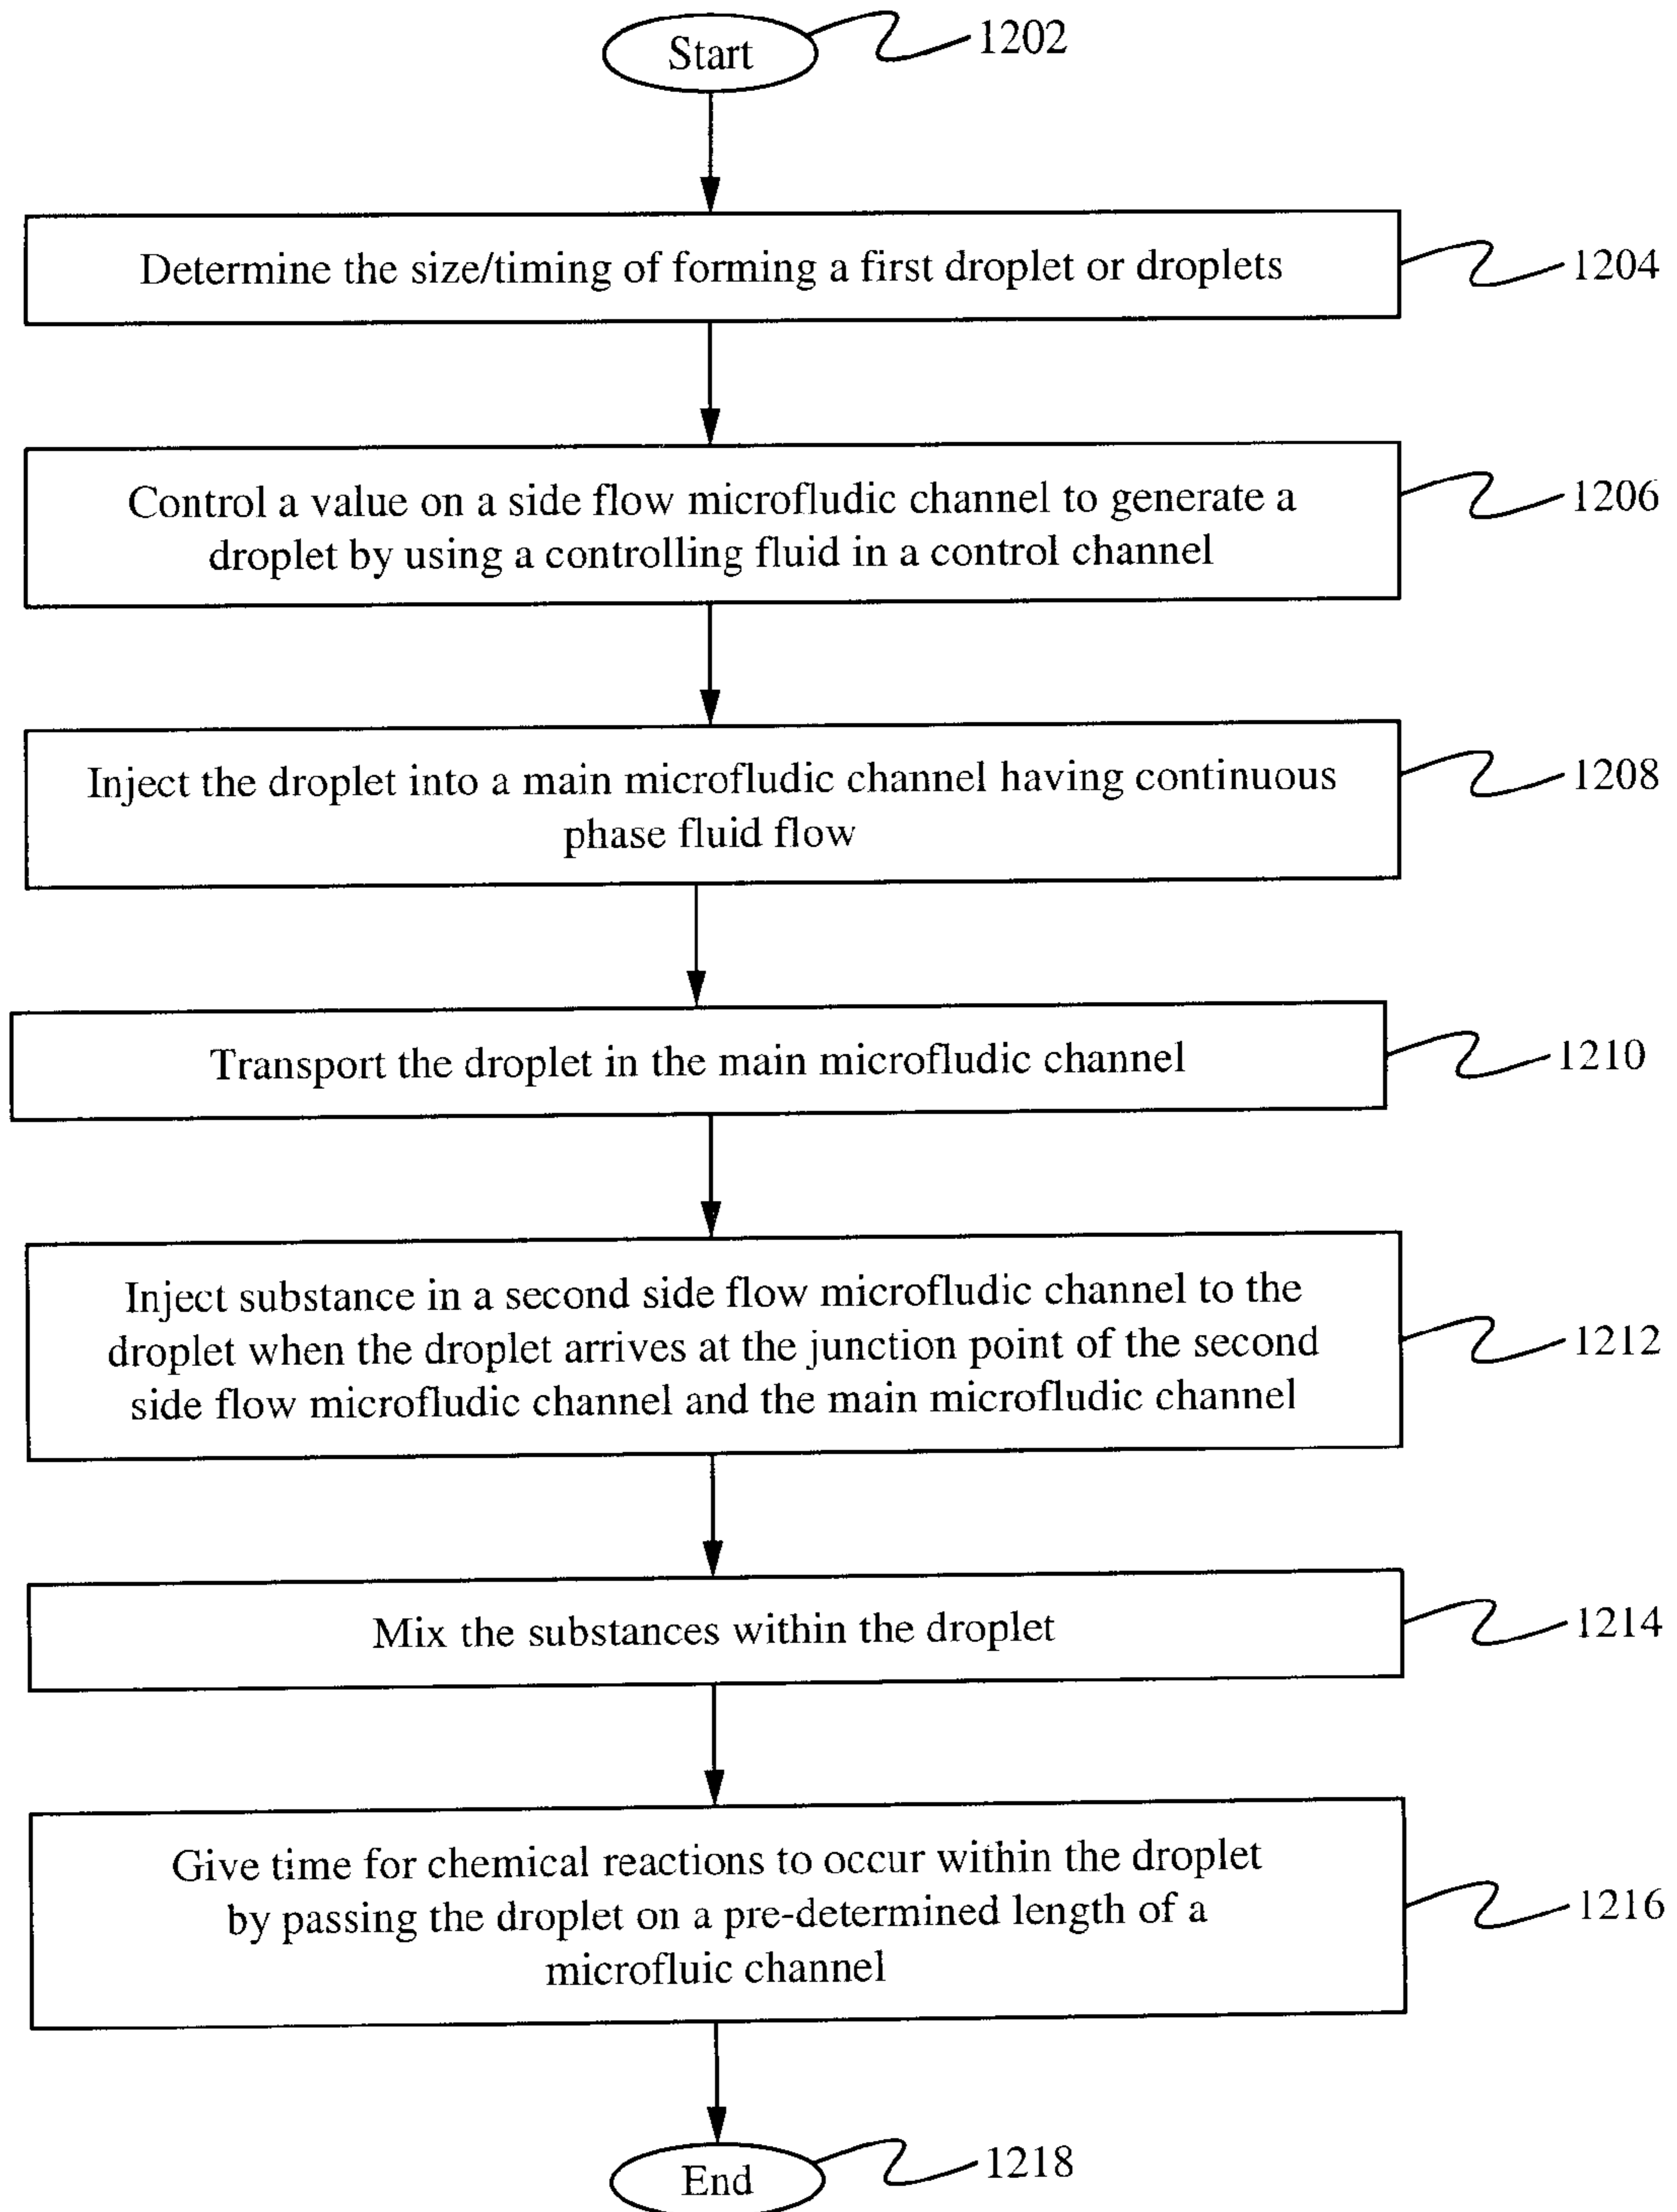 Start
1202
Determine the size/timing of forming a first droplet or droplets
1204
Control a value on a side flow microfludic channel to generate a
droplet by using a controlling fluid in a control channel
1206
Inject the droplet into a main microfludic channel having continuous
phase fluid flow
1208
Transport the droplet in the main microfludic channel
1210
Inject substance in a second side flow microfludic channel to the
droplet when the droplet arrives at the junction point of the second
side flow microfludic channel and the main microfludic channel
1212
Mix the substances within the droplet
1214
Give time for chemical reactions to occur within the droplet
by passing the droplet on a pre-determined length of a
microfluic channel
1216
End
1218